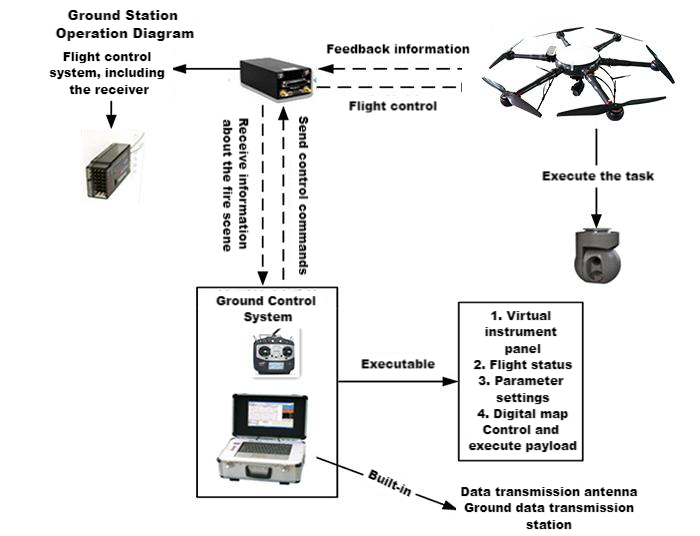 Ground Station
Operation Diagram
Flight control
system, including
the receiver
Feedback information
Flight control
Execute the task
Receive information
about the fire scene
Send control commands
Ground Control
System
Executable
1. Virtual
instrument
panel
2. Flight status
3. Parameter
settings
4. Digital map
Control and
execute payload
Built-in
Data transmission antenna
Ground data transmission
station